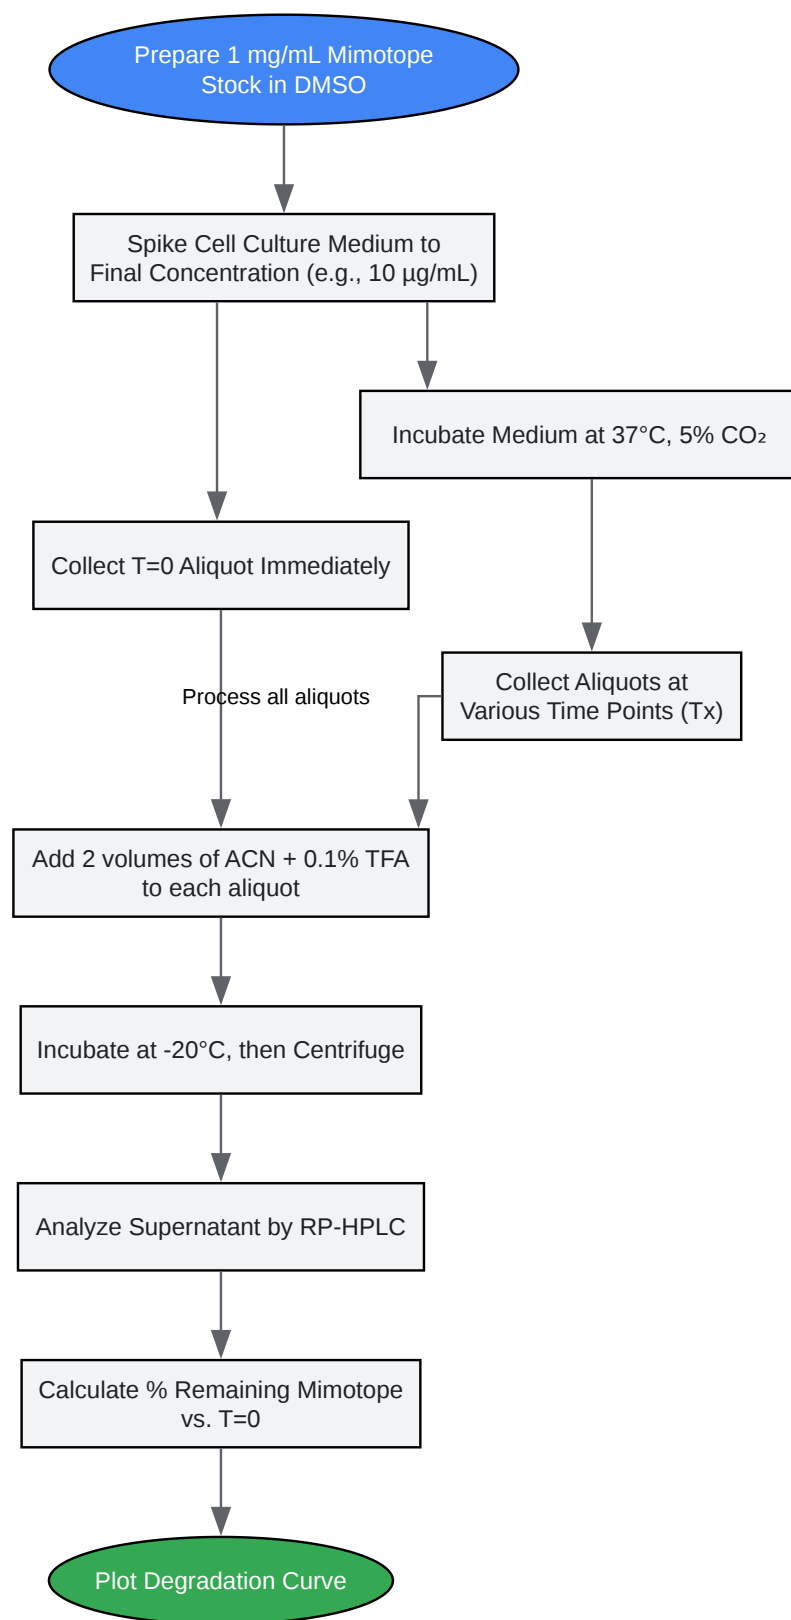 Prepare 1 mg/mL Mimotope
Stock in DMSO
Spike Cell Culture Medium to
Final Concentration (e.g., 10 µg/mL)
Incubate Medium at 37°C, 5% CO₂
Collect T=0 Aliquot Immediately
Collect Aliquots at
Various Time Points (Tx)
Process all aliquots
Add 2 volumes of ACN + 0.1% TFA
to each aliquot
Incubate at -20°C, then Centrifuge
Analyze Supernatant by RP-HPLC
Calculate % Remaining Mimotope
vs. T=0
Plot Degradation Curve